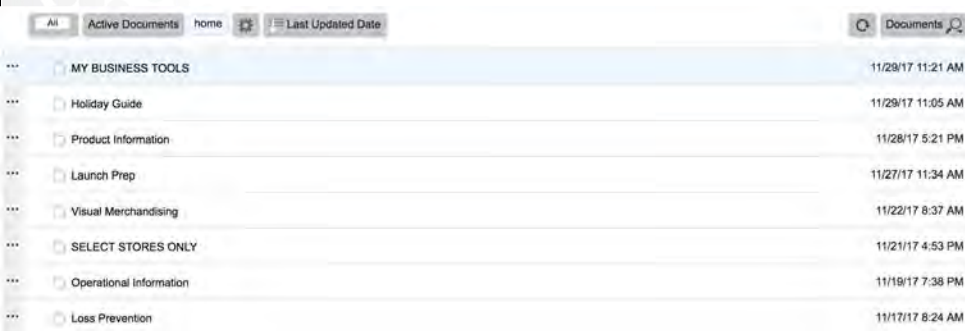 All Active Documents home Last Updated Date Documents
... MY BUSINESS TOOLS 11/29/17 11:21 AM
... Holiday Guide 11/29/17 11:05 AM
... Product Information 11/28/17 5:21 PM
... Launch Prep 11/27/17 11:34 AM
... Visual Merchandising 11/22/17 8:37 AM
... SELECT STORES ONLY 11/21/17 4:53 PM
... Operational Information 11/19/17 7:38 PM
... Loss Prevention 11/17/17 8:24 AM